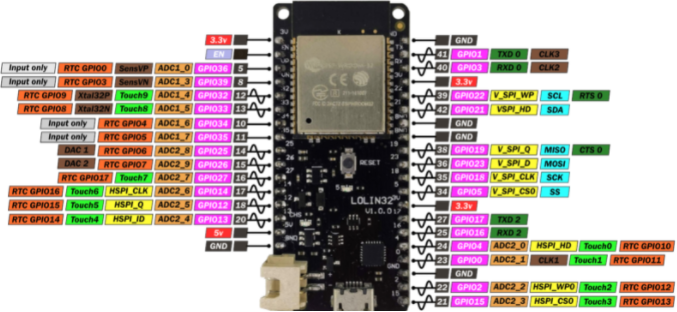 3.3v
EN
Input only RTC GPIO0 SensVP ADC1_0 GPIO36 5
Input only RTC GPIO3 SensVN ADC1_3 GPIO39 8
RTC GPIO9 Xtal32P Touch9 ADC1_4 GPIO32 12
RTC GPIO8 Xtal32N Touch8 ADC1_5 GPIO33 13
Input only RTC GPIO4 ADC1_6 GPIO34 10
Input only RTC GPIO5 ADC1_7 GPIO35 11
DAC 1 RTC GPIO6 ADC2_8 GPIO25 14
DAC 2 RTC GPIO7 ADC2_9 GPIO26 15
RTC GPIO17 Touch7 ADC2_7 GPIO27 16
RTC GPIO16 Touch6 HSPI_CLK ADC2_6 GPIO14 17
RTC GPIO15 Touch5 HSPI_Q ADC2_5 GPIO12 18
RTC GPIO14 Touch4 HSPI_ID ADC2_4 GPIO13 20
5v
GND
RESET
LOLIN32
V1.0.0
GND
41 GPIO1 TXD 0 CLK3
40 GPIO3 RXD 0 CLK2
3.3v
39 GPIO22 V_SPI_WP SCL RTS 0
42 GPIO21 VSPI_HD SDA
GND
GND
38 GPIO19 V_SPI_Q MISO CTS 0
36 GPIO23 V_SPI_D MOSI
35 GPIO18 V_SPI_CLK SCK
34 GPIO5 V_SPI_CS0 SS
3.3v
27 GPIO17 TXD 2
25 GPIO16 RXD 2
24 GPIO4 ADC2_0 HSPI_HD Touch0 RTC GPIO10
23 GPIO0 ADC2_1 CLK1 Touch1 RTC GPIO11
GND
22 GPIO2 ADC2_2 HSPI_WP0 Touch2 RTC GPIO12
21 GPIO15 ADC2_3 HSPI_CS0 Touch3 RTC GPIO13